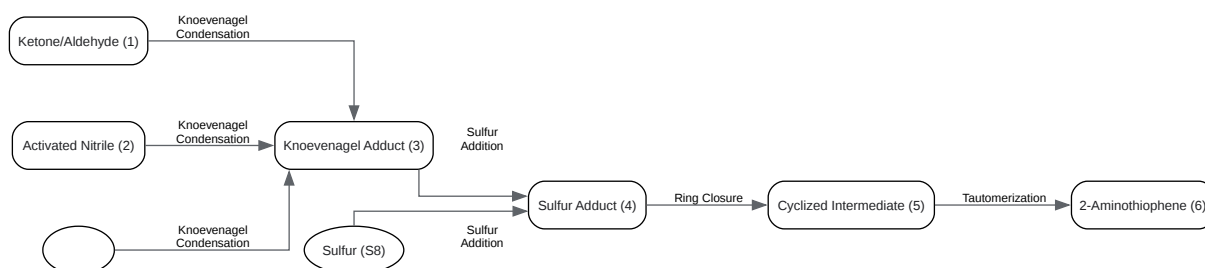 Knoevenagel
Condensation
Ketone/Aldehyde (1)
Knoevenagel
Condensation
Activated Nitrile (2)
Knoevenagel Adduct (3)
Sulfur
Addition
Sulfur Adduct (4)
Ring Closure
Cyclized Intermediate (5)
Tautomerization
2-Aminothiophene (6)
Knoevenagel
Condensation
Sulfur (S8)
Sulfur
Addition